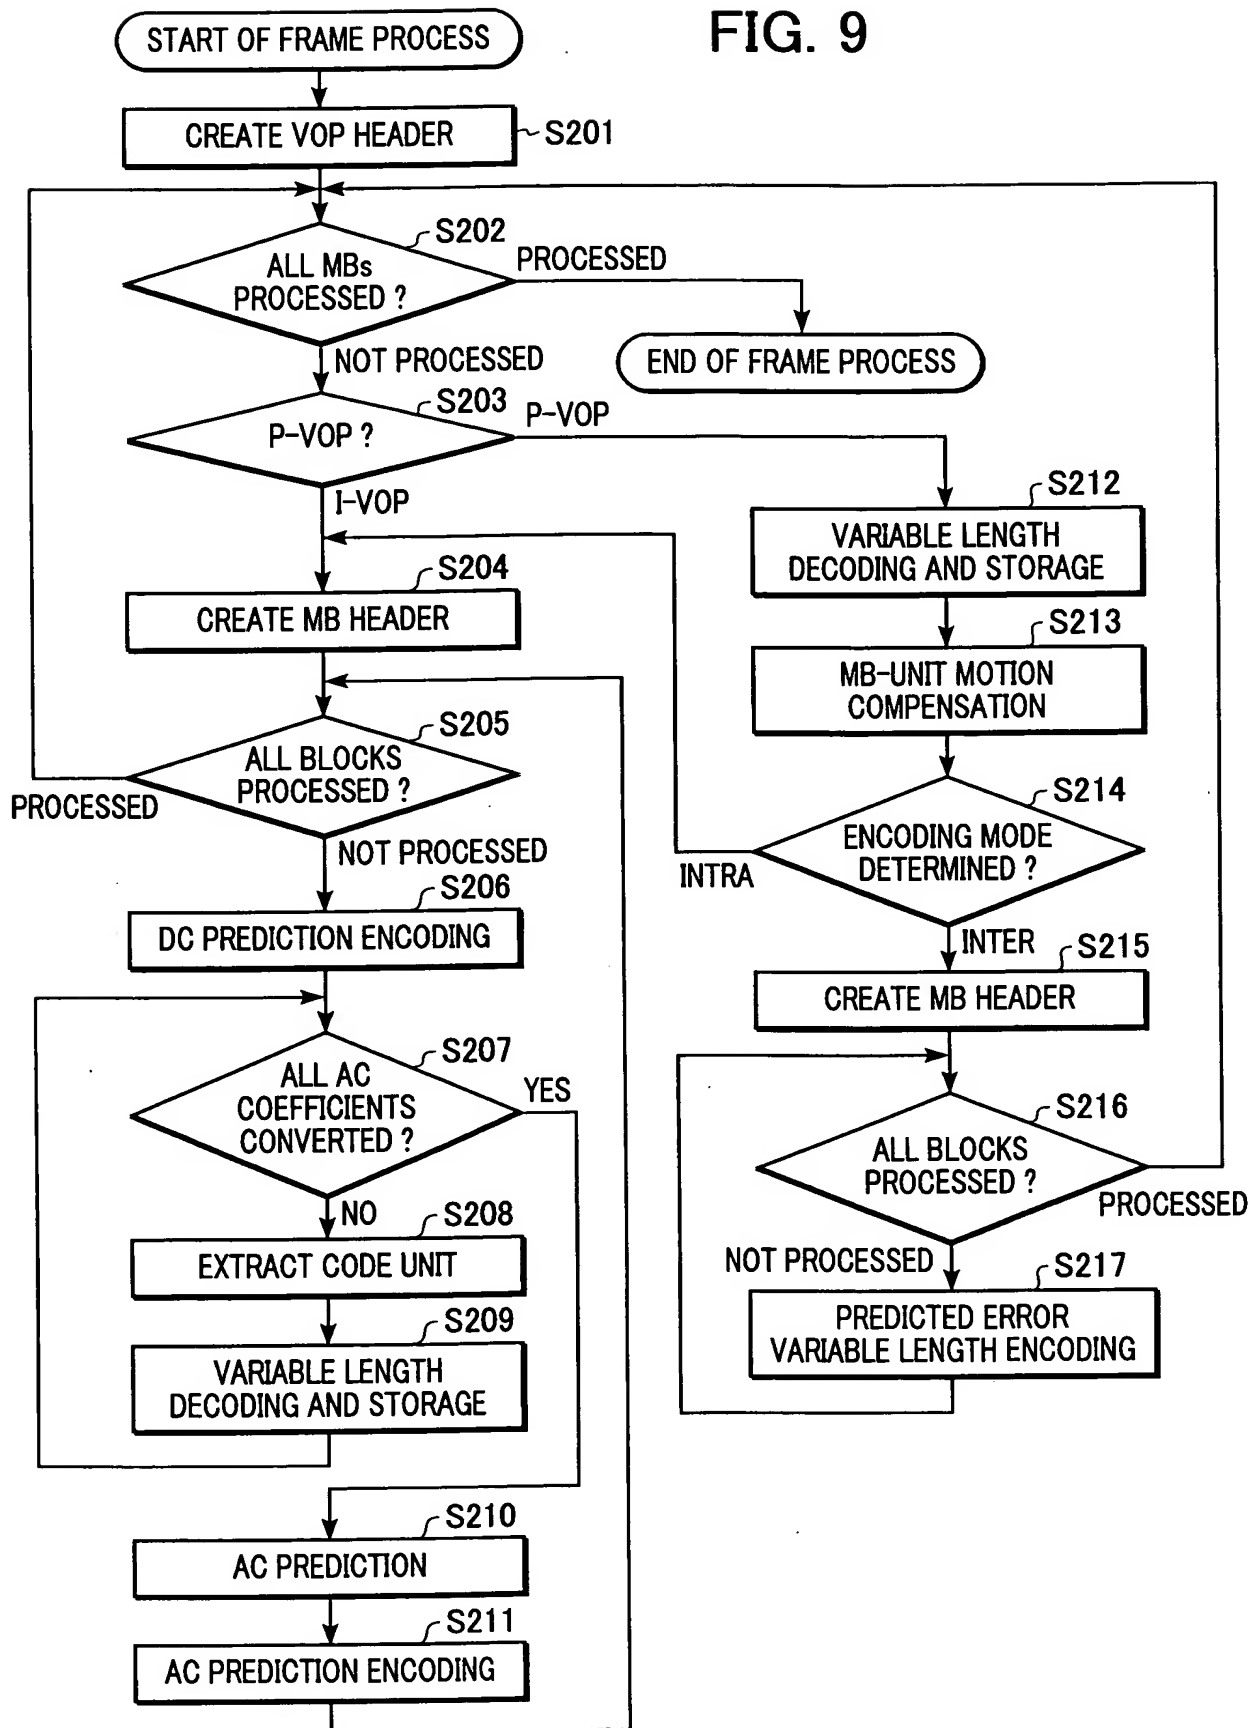 FIG. 9
START OF FRAME PROCESS
CREATE VOP HEADER
S201
S202
ALL MBs
PROCESSED ?
PROCESSED
NOT PROCESSED
END OF FRAME PROCESS
S203
P-VOP ?
P-VOP
I-VOP
S204
CREATE MB HEADER
S205
ALL BLOCKS
PROCESSED ?
PROCESSED
NOT PROCESSED
S206
DC PREDICTION ENCODING
S207
ALL AC
COEFFICIENTS
CONVERTED ?
YES
NO
S208
EXTRACT CODE UNIT
S209
VARIABLE LENGTH
DECODING AND STORAGE
S210
AC PREDICTION
S211
AC PREDICTION ENCODING
S212
VARIABLE LENGTH
DECODING AND STORAGE
S213
MB-UNIT MOTION
COMPENSATION
S214
ENCODING MODE
DETERMINED ?
INTRA
INTER
S215
CREATE MB HEADER
S216
ALL BLOCKS
PROCESSED ?
PROCESSED
NOT PROCESSED
S217
PREDICTED ERROR
VARIABLE LENGTH ENCODING